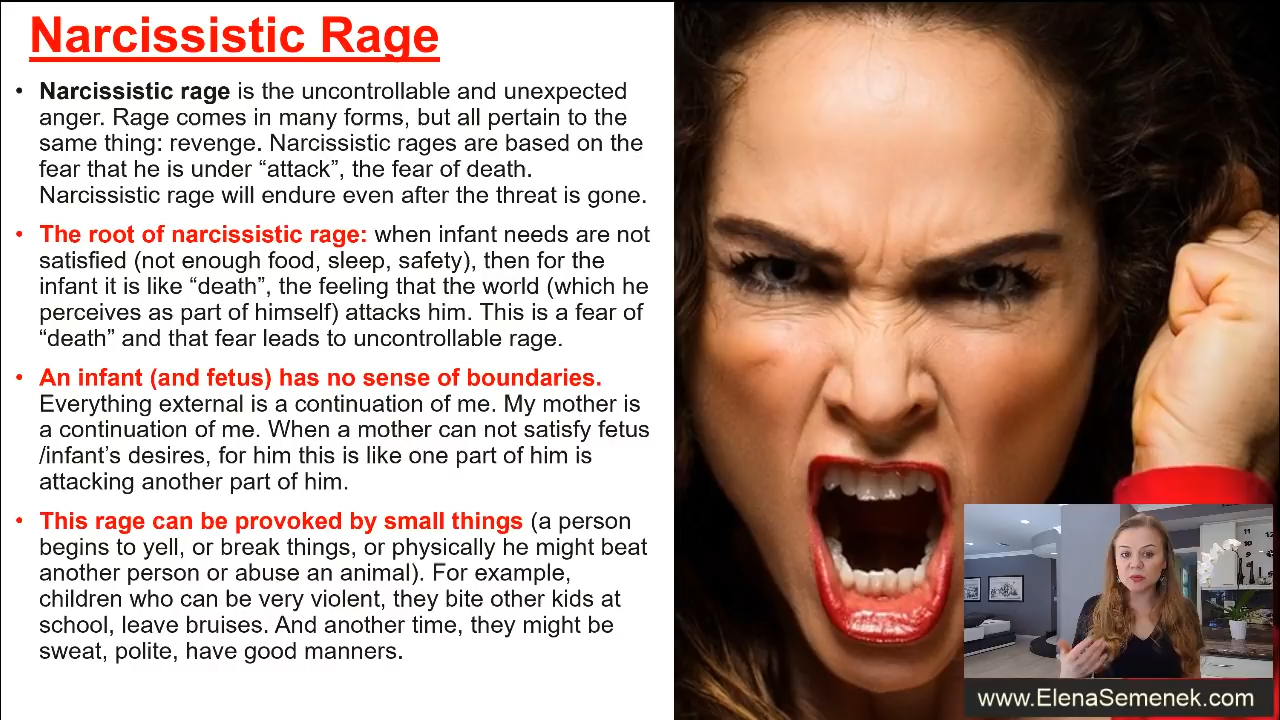 Narcissistic Rage
• Narcissistic rage is the uncontrollable and unexpected
anger. Rage comes in many forms, but all pertain to the
same thing: revenge. Narcissistic rages are based on the
fear that he is under “attack”, the fear of death.
Narcissistic rage will endure even after the threat is gone.
• The root of narcissistic rage: when infant needs are not
satisfied (not enough food, sleep, safety), then for the
infant it is like “death”, the feeling that the world (which he
perceives as part of himself) attacks him. This is a fear of
“death” and that fear leads to uncontrollable rage.
• An infant (and fetus) has no sense of boundaries.
Everything external is a continuation of me. My mother is
a continuation of me. When a mother can not satisfy fetus
/infant’s desires, for him this is like one part of him is
attacking another part of him.
• This rage can be provoked by small things (a person
begins to yell, or break things, or physically he might beat
another person or abuse an animal). For example,
children who can be very violent, they bite other kids at
school, leave bruises. And another time, they might be
sweat, polite, have good manners.
www.ElenaSemenek.com